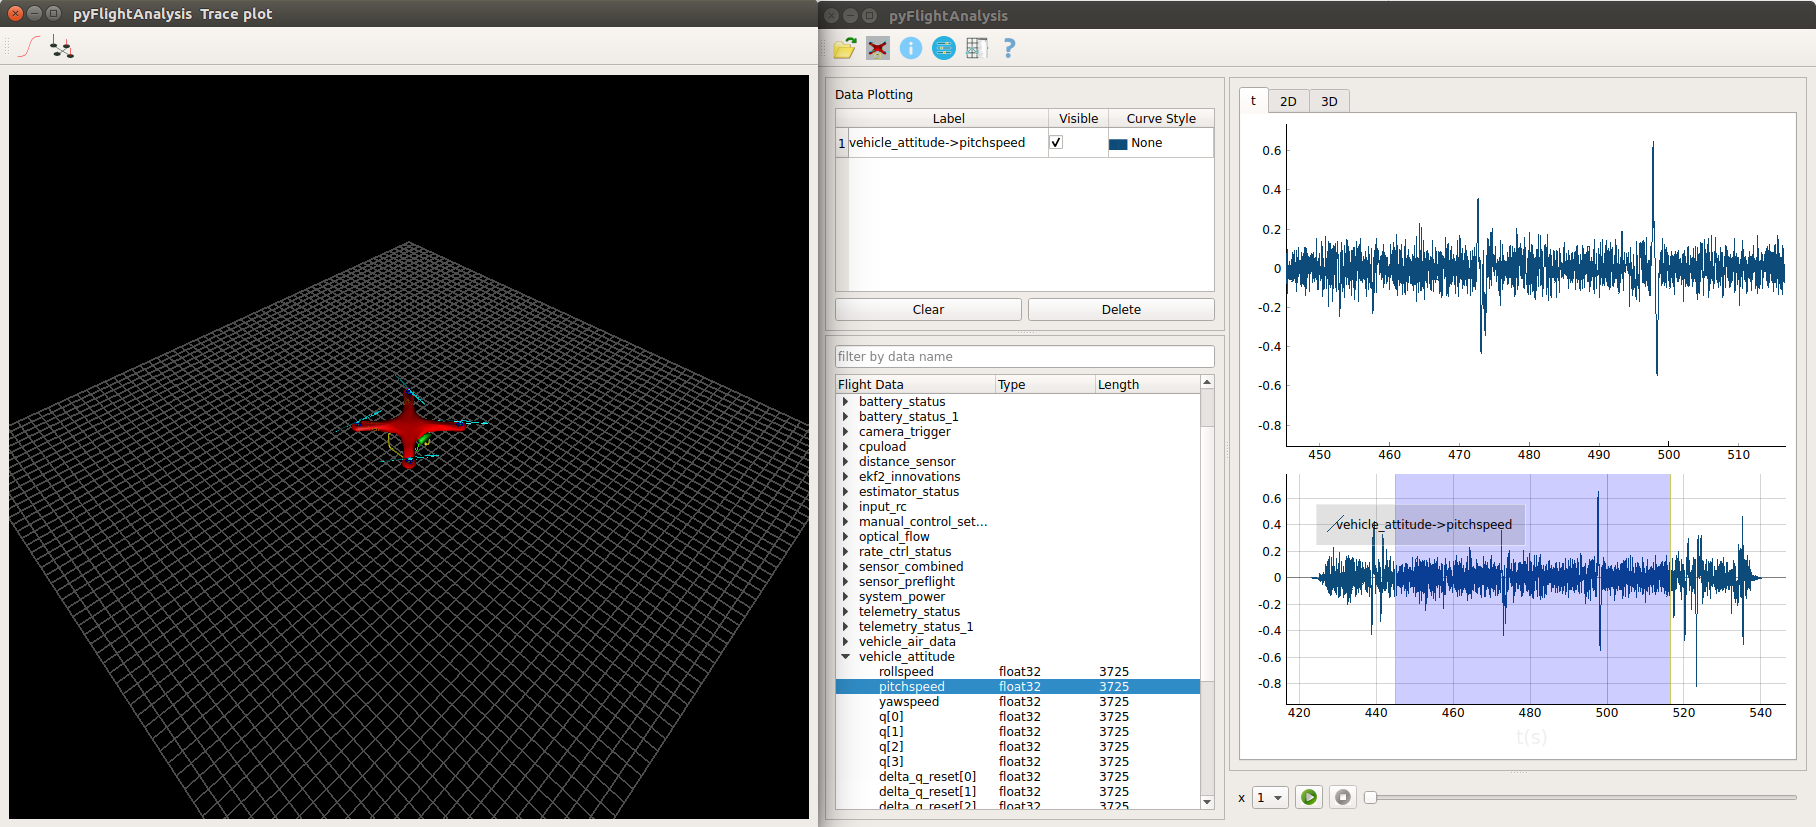 pyFlightAnalysis Trace plot
pyFlightAnalysis
Data Plotting
Label Visible Curve Style
1 vehicle_attitude->pitchspeed None
Clear Delete
filter by data name
Flight Data Type Length
battery_status
battery_status_1
camera_trigger
cpuload
distance_sensor
ekf2_innovations
estimator_status
input_rc
manual_control_set...
optical_flow
rate_ctrl_status
sensor_combined
sensor_preflight
system_power
telemetry_status
telemetry_status_1
vehicle_air_data
vehicle_attitude
rollspeed float32 3725
pitchspeed float32 3725
yawspeed float32 3725
q[0] float32 3725
q[1] float32 3725
q[2] float32 3725
q[3] float32 3725
delta_q_reset[0] float32 3725
delta_q_reset[1] float32 3725
delta_q_reset[2] float32 3725
t 2D 3D
0.6
0.4
0.2
0
-0.2
-0.4
-0.6
-0.8
450 460 470 480 490 500 510
0.6
0.4
0.2
0
-0.2
-0.4
-0.6
-0.8
vehicle_attitude->pitchspeed
420 440 460 480 500 520 540
t(s)
x 1